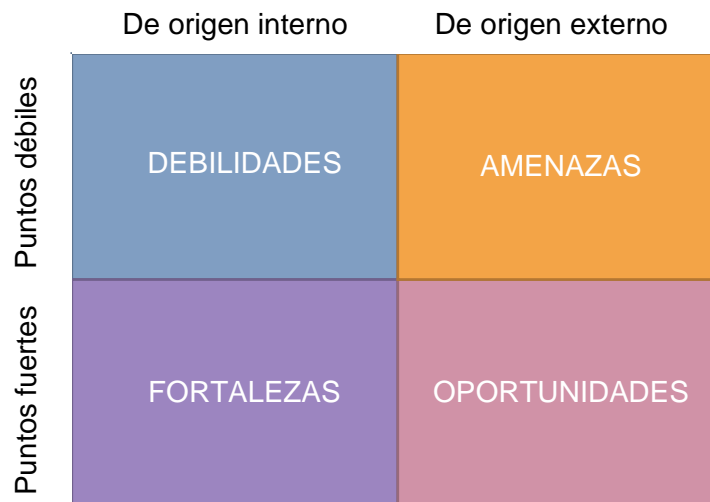 De origen interno
De origen externo
Puntos débiles
DEBILIDADES
AMENAZAS
Puntos fuertes
FORTALEZAS
OPORTUNIDADES